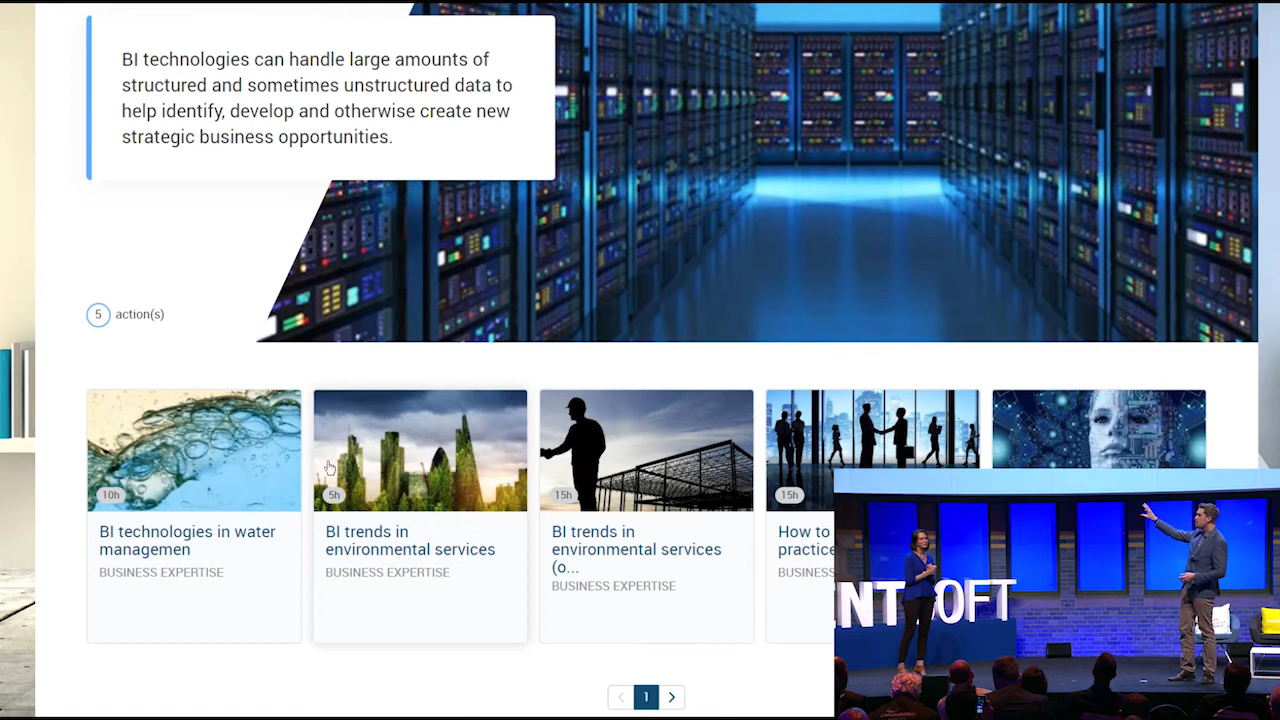 BI technologies can handle large amounts of
structured and sometimes unstructured data to
help identify, develop and otherwise create new
strategic business opportunities.
5 action(s)
10h
5h
15h
15h
BI technologies in water
managemen
BUSINESS EXPERTISE
BI trends in
environmental services
BUSINESS EXPERTISE
BI trends in
environmental services
(o...
BUSINESS EXPERTISE
How to
practice
BUSINESS
ENTSOFT
1